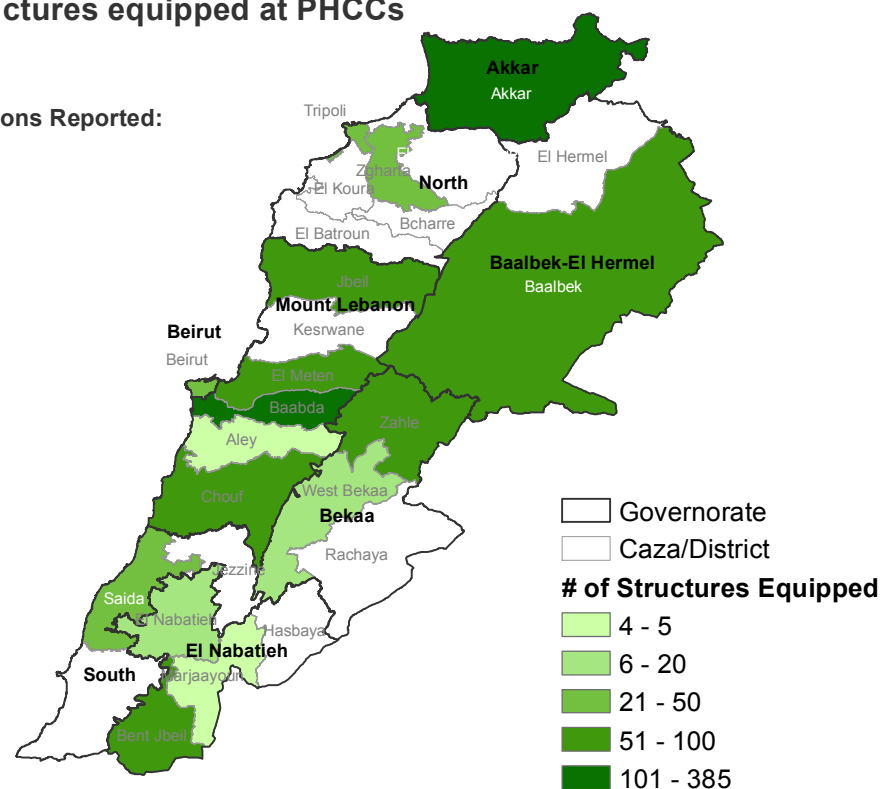 ctures equipped at PHCCs
ons Reported:
Akkar
Akkar
Tripoli
El Hermel
Zgharta
El
North
El Koura
Bcharre
El Batroun
Baalbek-El Hermel
Baalbek
Jbeil
Mount Lebanon
Kesrwane
Beirut
Beirut
El Meten
Baabda
Zahle
Aley
Chouf
West Bekaa
Bekaa
Rachaya
Jezzine
Saida
El Nabatieh
Hasbaya
El Nabatieh
South
Marjaayoun
Bent Jbeil
Governorate
Caza/District
# of Structures Equipped
4 - 5
6 - 20
21 - 50
51 - 100
101 - 385